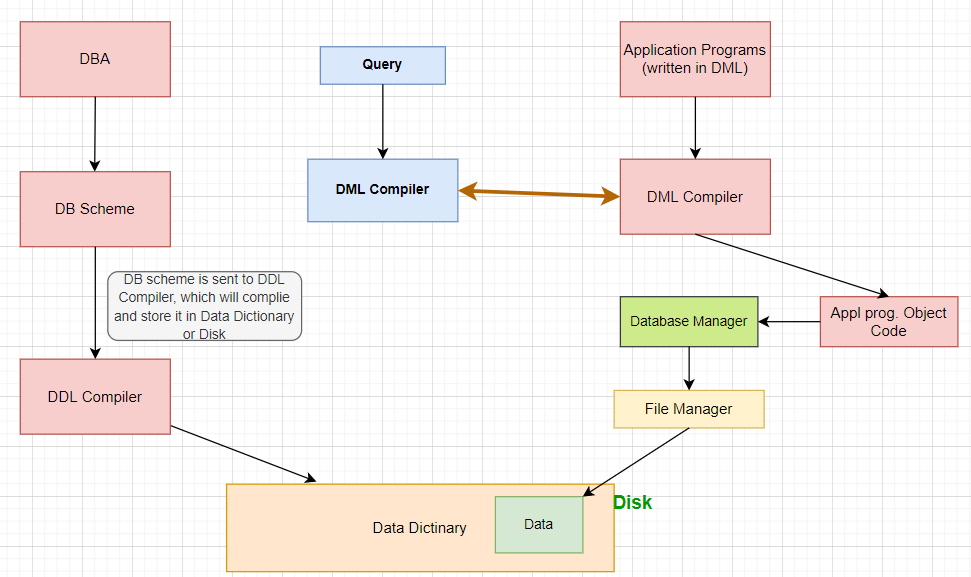 DBA
Query
Application Programs
(written in DML)
DB Scheme
DML Compiler
DML Compiler
DB scheme is sent to DDL
Compiler, which will complie
and store it in Data Dictionary
or Disk
Database Manager
Appl prog. Object
Code
DDL Compiler
File Manager
Data Dictinary
Data
Disk